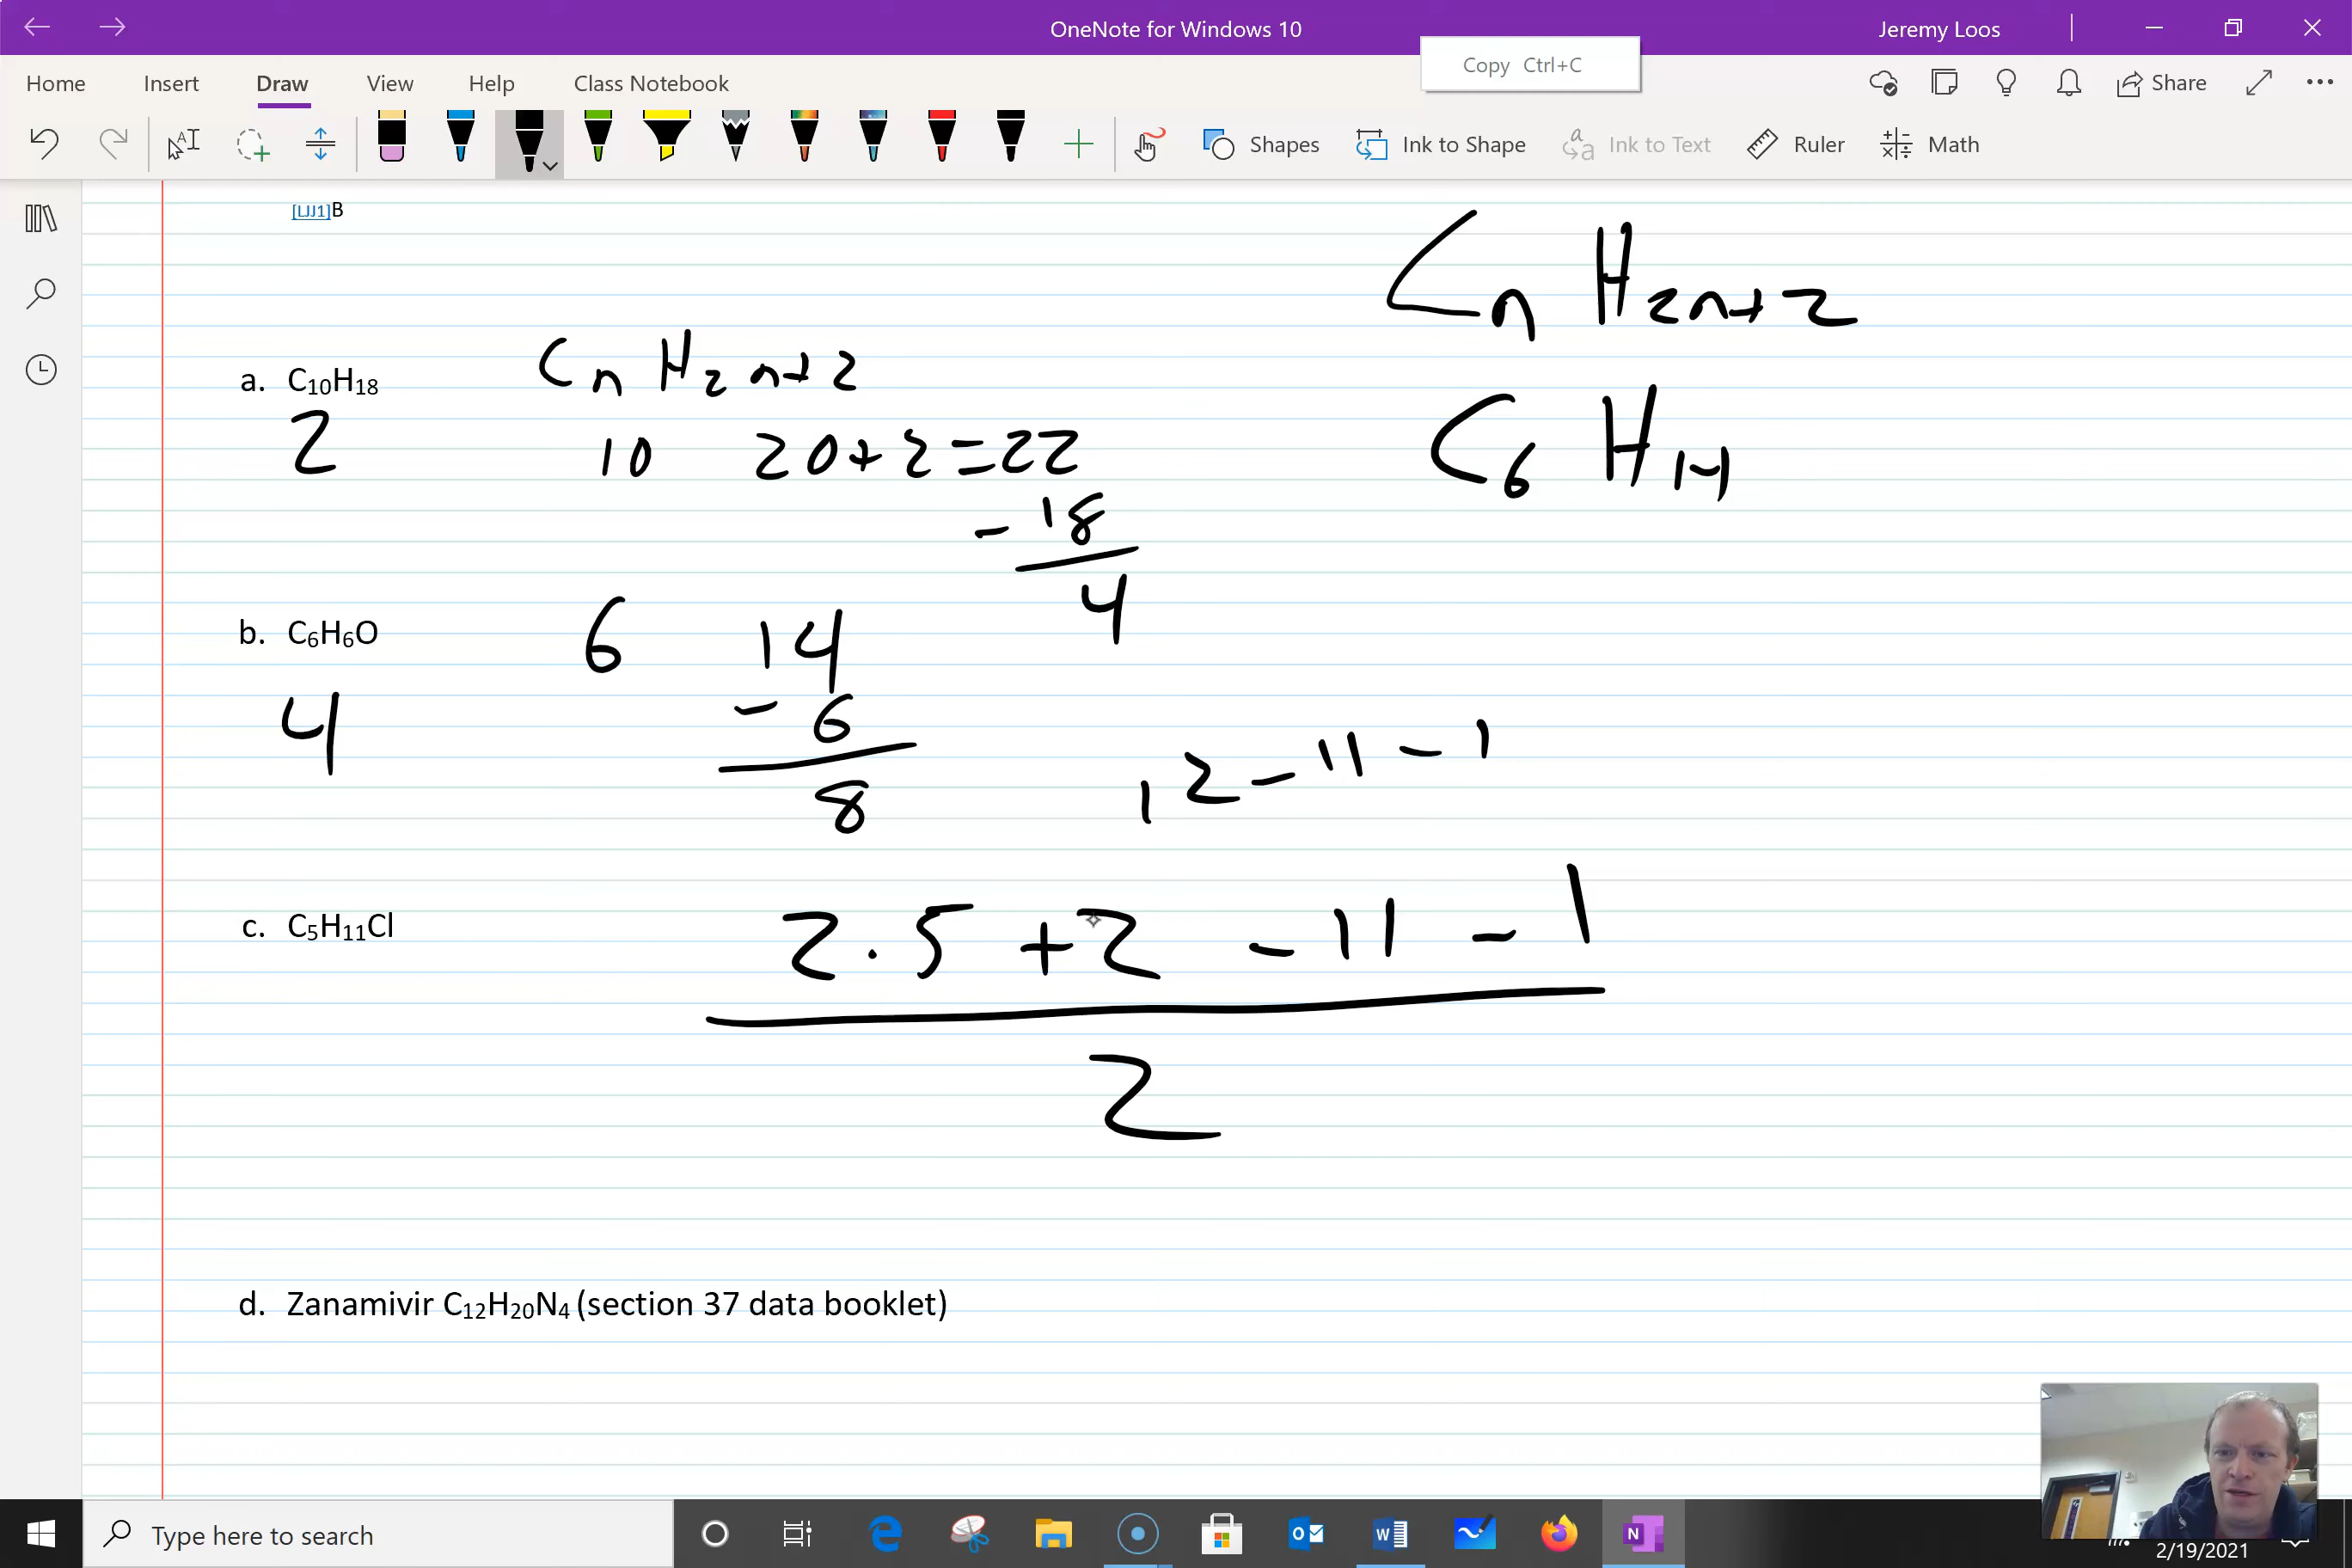 OneNote for Windows 10
Jeremy Loos
Copy Ctrl+C
Home Insert Draw View Help Class Notebook
Share
Shapes Ink to Shape Ink to Text Ruler Math
[LJJ1]B
CnH2n+2
a. C10H18
CnH2n+2
C6H14
2
10 20+2=22
-18
4
b. C6H6O
6 14
4
-6
8
12-11-1
c. C5H11Cl
2·5+2-11-1
2
d. Zanamivir C12H20N4 (section 37 data booklet)
Type here to search
2/19/2021